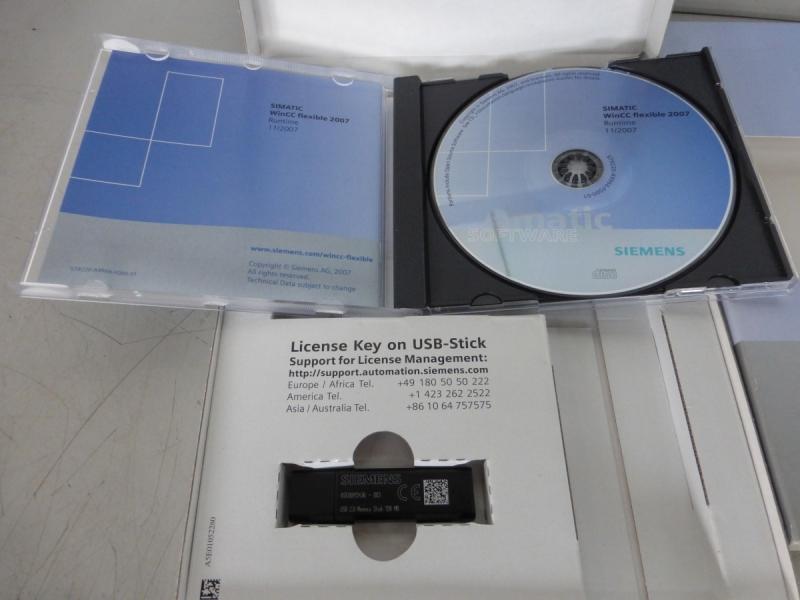 SIMATIC
WinCC flexible 2007
Runtime
11/2007
www.siemens.com/wincc-flexible
Copyright © Siemens AG, 2007
All rights reserved.
Technical Data subject to change
SIMATIC
WinCC flexible 2007
Runtime
11/2007
SOFTWARE
SIEMENS
License Key on USB-Stick
Support for License Management:
http://support.automation.siemens.com
Europe / Africa Tel. +49 180 50 50 222
America Tel. +1 423 262 2522
Asia / Australia Tel. +86 10 64 757575
SIEMENS
CE
A5E01052280